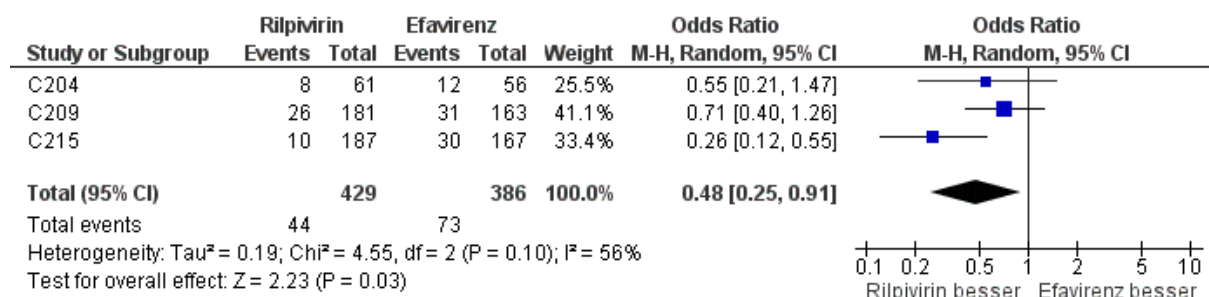 Rilpivirin Efavirenz Odds Ratio Odds Ratio
Study or Subgroup Events Total Events Total Weight M-H, Random, 95% CI M-H, Random, 95% CI
C204 8 61 12 56 25.5% 0.55 [0.21, 1.47]
C209 26 181 31 163 41.1% 0.71 [0.40, 1.26]
C215 10 187 30 167 33.4% 0.26 [0.12, 0.55]
Total (95% CI) 429 386 100.0% 0.48 [0.25, 0.91]
Total events 44 73
Heterogeneity: Tau² = 0.19; Chi² = 4.55, df = 2 (P = 0.10); I² = 56%
Test for overall effect: Z = 2.23 (P = 0.03)
0.1 0.2 0.5 1 2 5 10
Rilpivirin besser Efavirenz besser